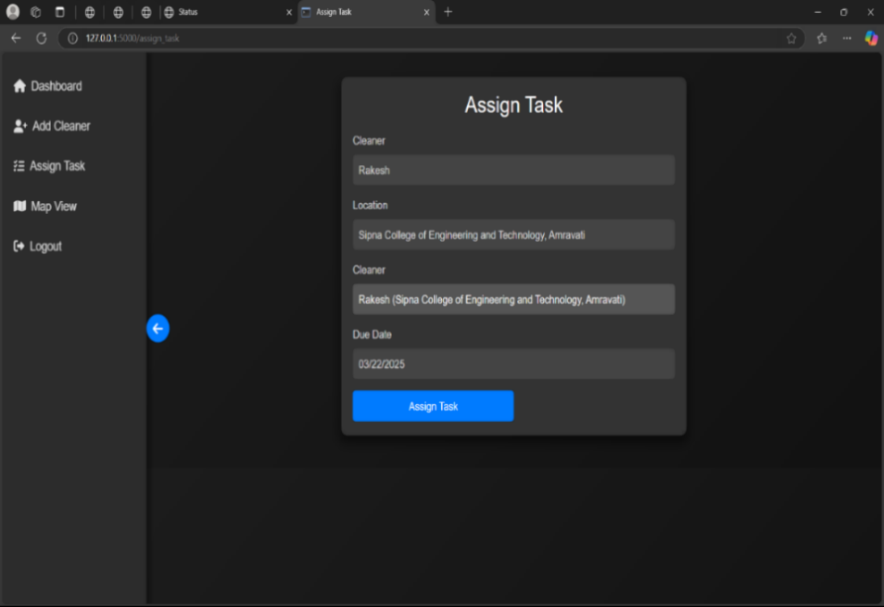 Status
Assign Task
127.0.0.1:5000/assign_task
Dashboard
Add Cleaner
Assign Task
Map View
Logout
Assign Task
Cleaner
Rakesh
Location
Sipna College of Engineering and Technology, Amravati
Cleaner
Rakesh (Sipna College of Engineering and Technology, Amravati)
Due Date
03/22/2025
Assign Task